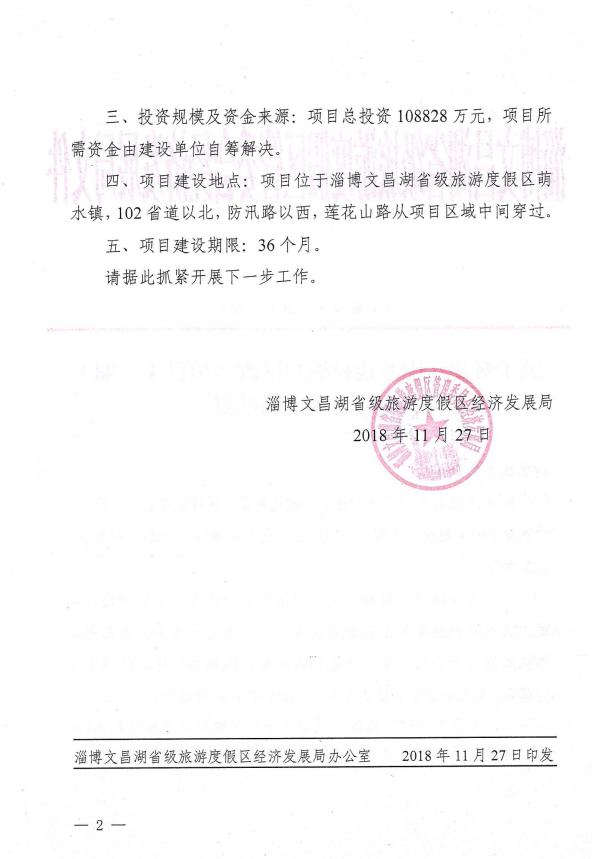 三、投资规模及资金来源：项目总投资 108828 万元，项目所
需资金由建设单位自筹解决。
四、项目建设地点：项目位于淄博文昌湖省级旅游度假区萌
水镇，102 省道以北，防汛路以西，莲花山路从项目区域中间穿过。
五、项目建设期限：36 个月。
请据此抓紧开展下一步工作。
淄博文昌湖省级旅游度假区经济发展局
2018 年 11 月 27 日
淄博文昌湖省级旅游度假区经济发展局办公室 2018 年 11 月 27 日印发
— 2 —